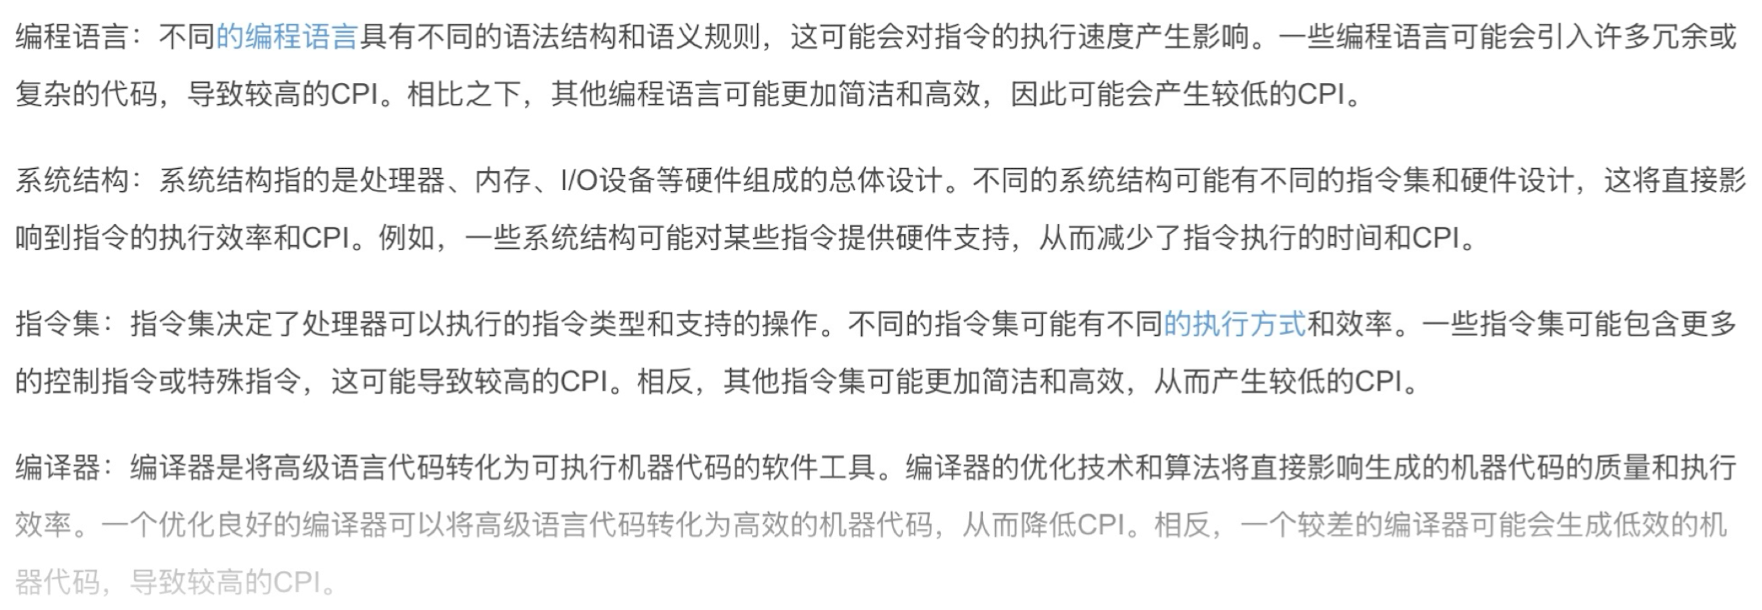 编程语言：不同的编程语言具有不同的语法结构和语义规则，这可能会对指令的执行速度产生影响。一些编程语言可能会引入许多冗余或
复杂的代码，导致较高的CPI。相比之下，其他编程语言可能更加简洁和高效，因此可能会产生较低的CPI。
系统结构：系统结构指的是处理器、内存、I/O设备等硬件组成的总体设计。不同的系统结构可能有不同的指令集和硬件设计，这将直接影
响到指令的执行效率和CPI。例如，一些系统结构可能对某些指令提供硬件支持，从而减少了指令执行的时间和CPI。
指令集：指令集决定了处理器可以执行的指令类型和支持的操作。不同的指令集可能有不同的执行方式和效率。一些指令集可能包含更多
的控制指令或特殊指令，这可能导致较高的CPI。相反，其他指令集可能更加简洁和高效，从而产生较低的CPI。
编译器：编译器是将高级语言代码转化为可执行机器代码的软件工具。编译器的优化技术和算法将直接影响生成的机器代码的质量和执行
效率。一个优化良好的编译器可以将高级语言代码转化为高效的机器代码，从而降低CPI。相反，一个较差的编译器可能会生成低效的机
器代码，导致较高的CPI。